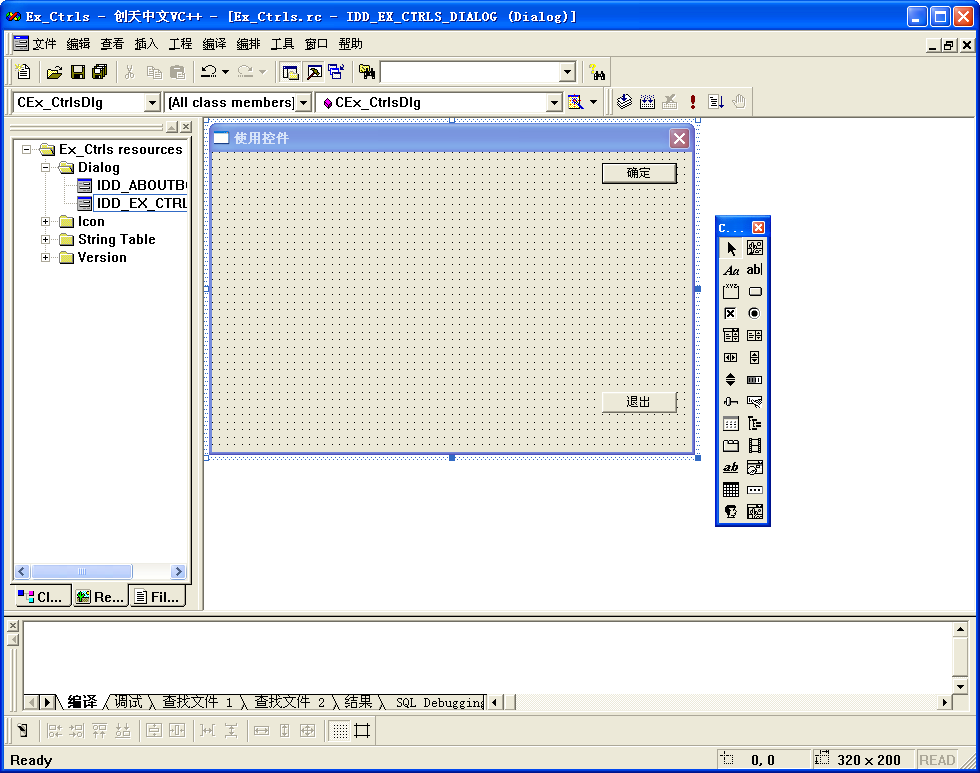 Ex_Ctrls - 创天中文VC++ - [Ex_Ctrls.rc - IDD_EX_CTRLS_DIALOG (Dialog)]
文件 编辑 查看 插入 工程 编译 编排 工具 窗口 帮助
CEx_CtrlsDlg [All class members] CEx_CtrlsDlg
Ex_Ctrls resources
Dialog
IDD_ABOUTB
IDD_EX_CTRL
Icon
String Table
Version
使用控件
确定
退出
C...
Aa ab|
XYZ
ab
Cl... Re... Fil...
编译 调试 查找文件 1 查找文件 2 结果 SQL Debugging
Ready 0, 0 320 x 200 READ